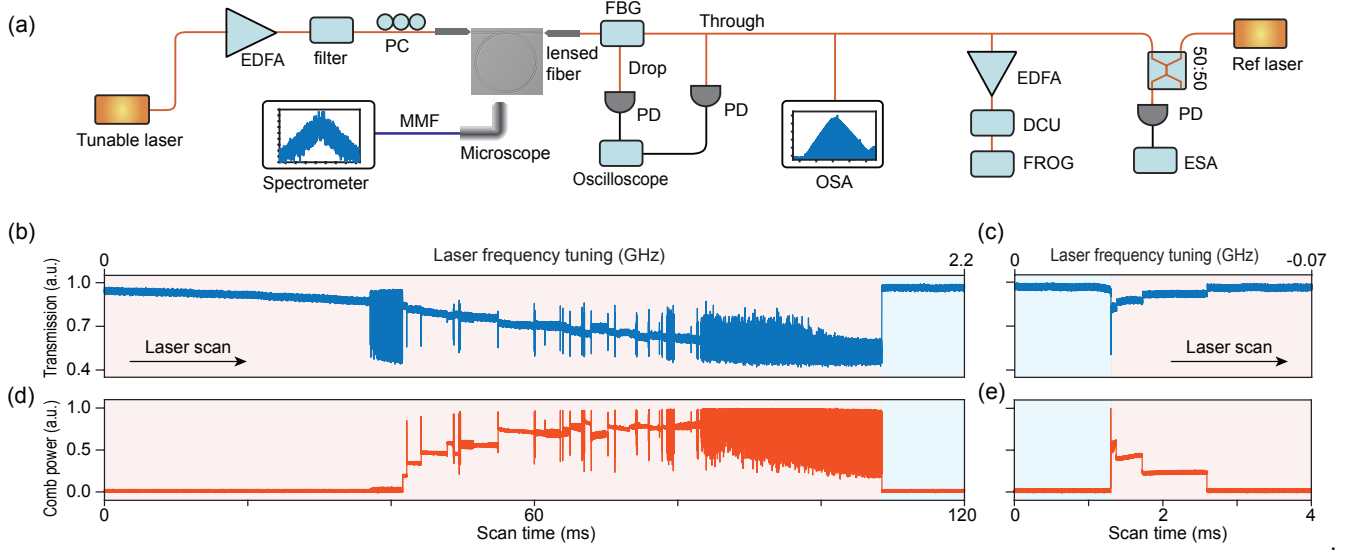 (a)
Tunable laser
EDFA
filter
PC
lensed
fiber
FBG
Through
Drop
PD
PD
Oscilloscope
MMF
Microscope
Spectrometer
OSA
EDFA
DCU
FROG
50:50
Ref laser
PD
ESA
(b)
Laser frequency tuning (GHz)
0
2.2
Transmission (a.u.)
1.0
0.7
0.4
Laser scan
(c)
Laser frequency tuning (GHz)
0
-0.07
Laser scan
(d)
Comb power (a.u.)
1.0
0.5
0.0
0
60
120
Scan time (ms)
(e)
0
2
4
Scan time (ms)
.